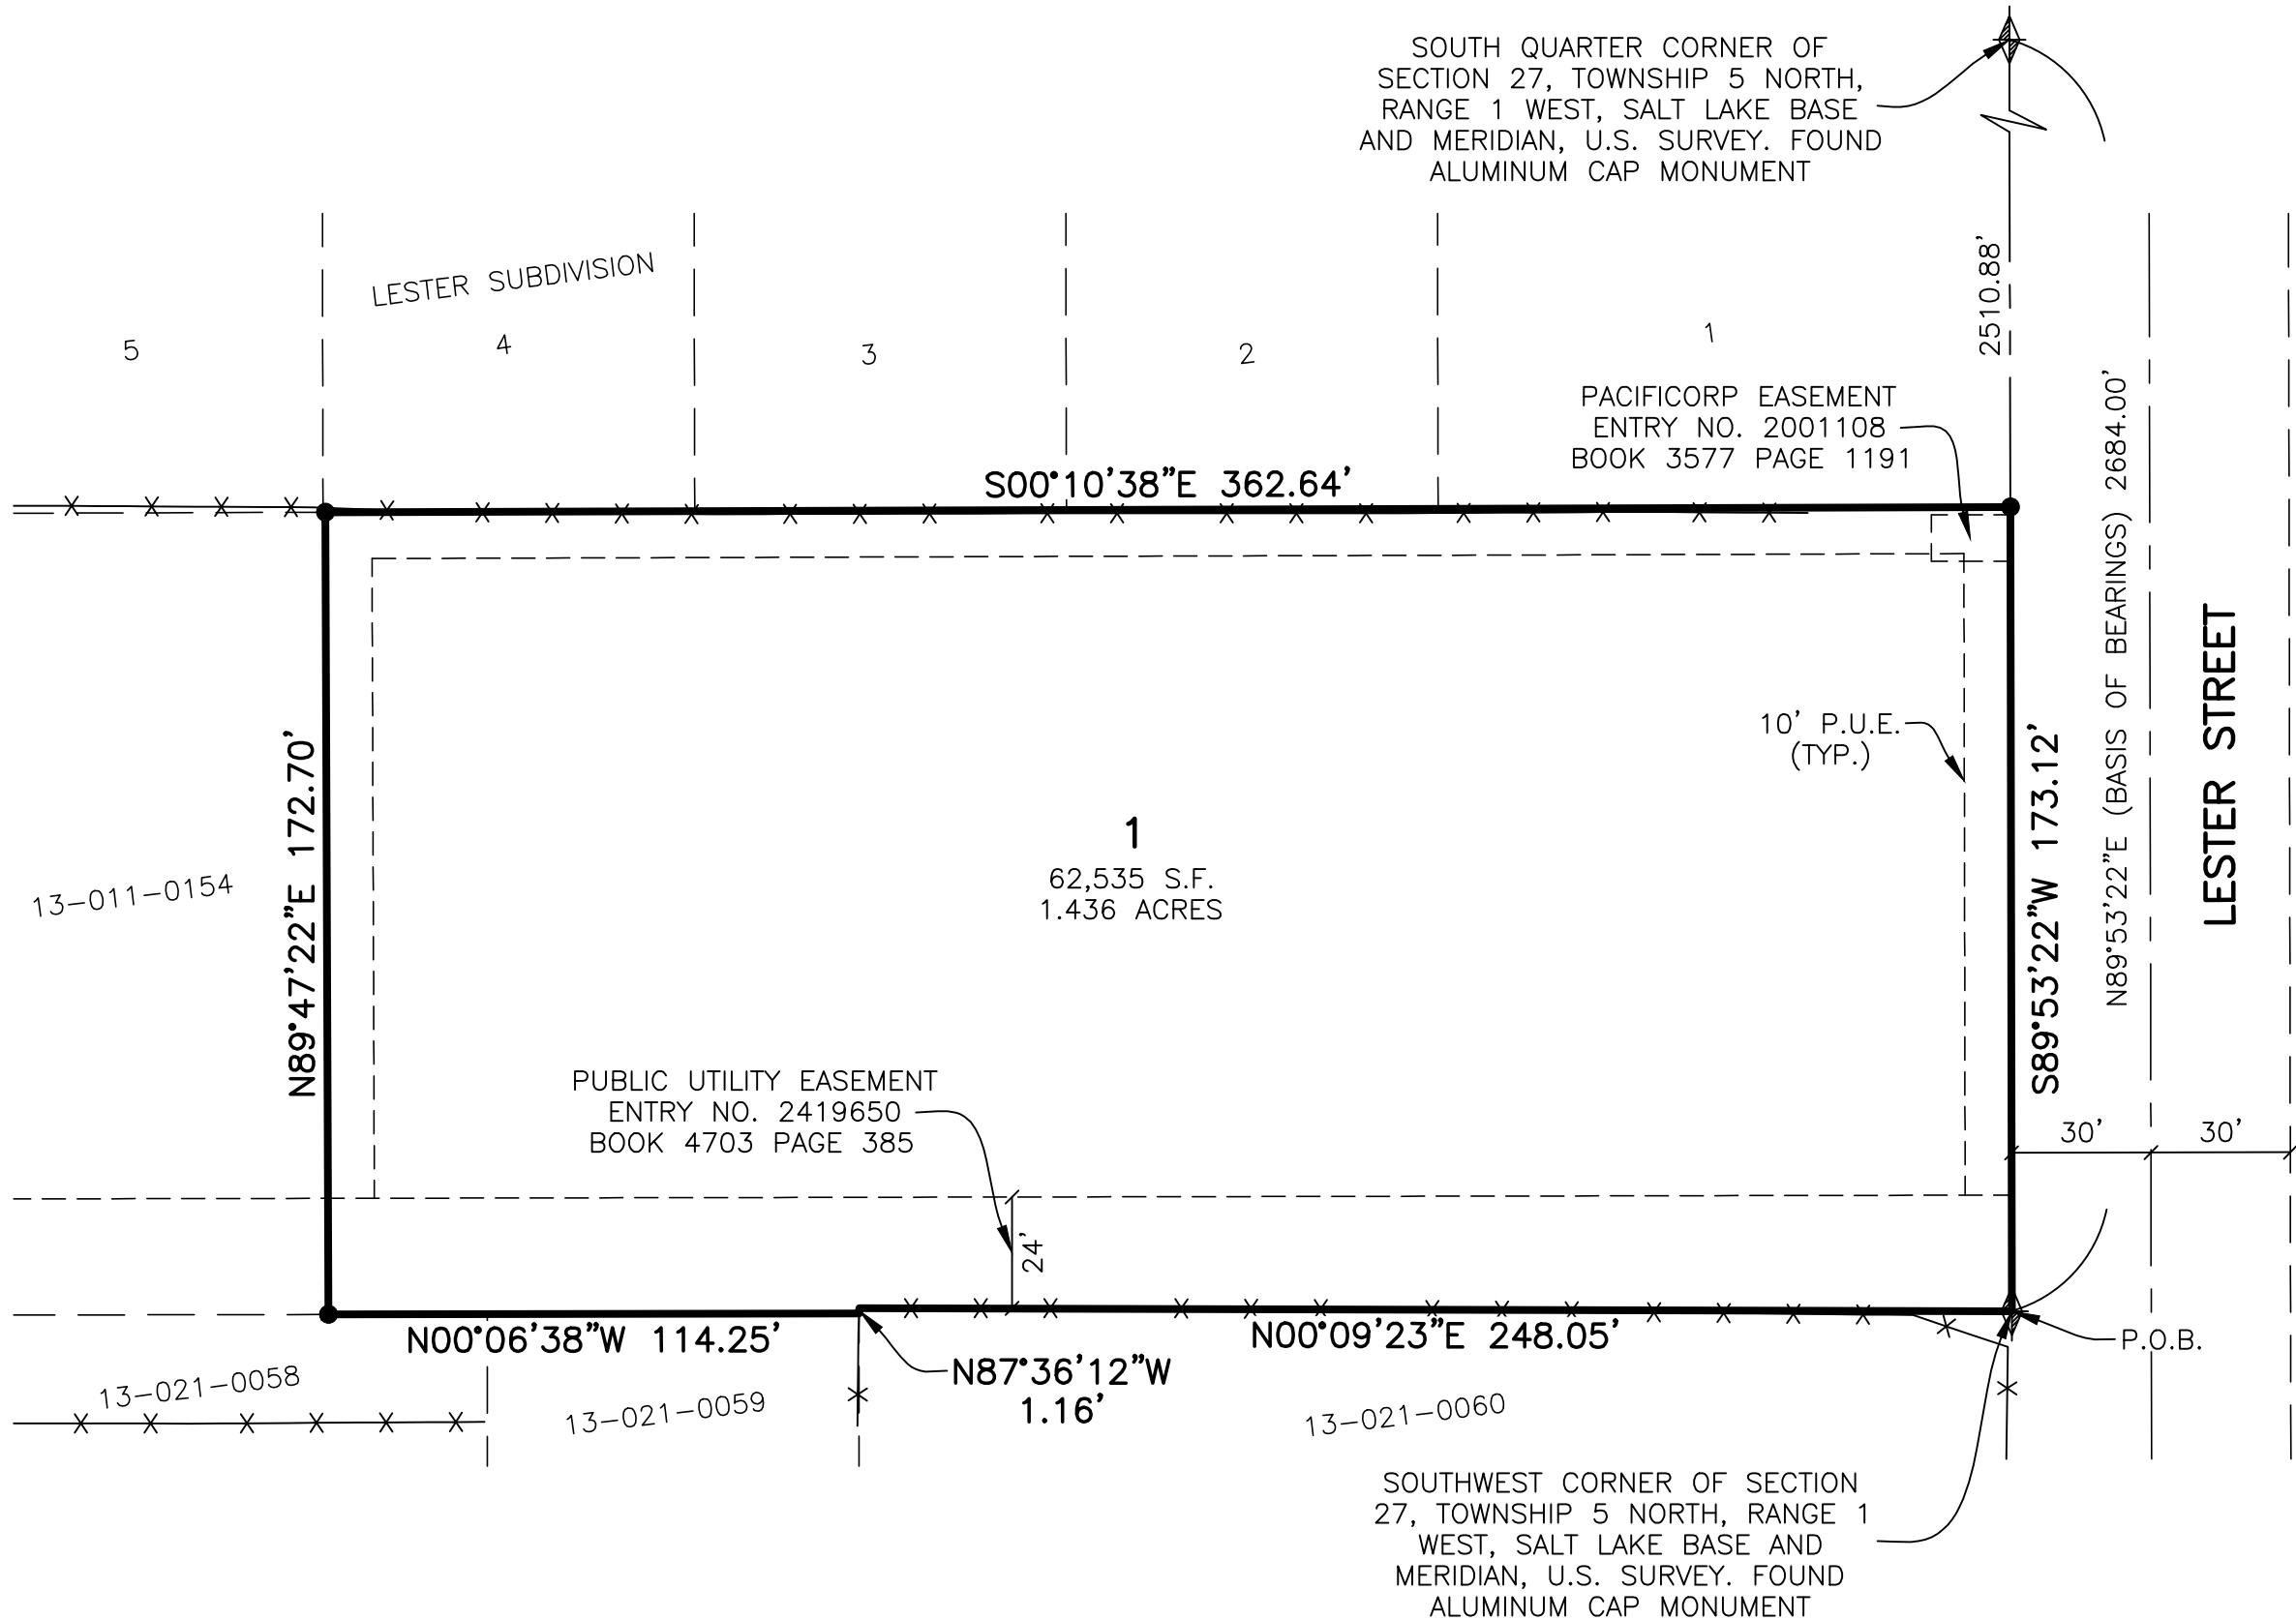 SOUTH QUARTER CORNER OF
SECTION 27, TOWNSHIP 5 NORTH,
RANGE 1 WEST, SALT LAKE BASE
AND MERIDIAN, U.S. SURVEY. FOUND
ALUMINUM CAP MONUMENT
2510.88'
LESTER SUBDIVISION
5
4
3
2
1
PACIFICORP EASEMENT
ENTRY NO. 2001108
BOOK 3577 PAGE 1191
S00°10'38"E 362.64'
N89°53'22"E (BASIS OF BEARINGS) 2684.00'
LESTER STREET
10' P.U.E.
(TYP.)
N89°47'22"E 172.70'
S89°53'22"W 173.12'
1
62,535 S.F.
1.436 ACRES
13-011-0154
PUBLIC UTILITY EASEMENT
ENTRY NO. 2419650
BOOK 4703 PAGE 385
24'
30'
30'
N00°06'38"W 114.25'
N00°09'23"E 248.05'
N87°36'12"W
1.16'
P.O.B.
13-021-0058
13-021-0059
13-021-0060
SOUTHWEST CORNER OF SECTION
27, TOWNSHIP 5 NORTH, RANGE 1
WEST, SALT LAKE BASE AND
MERIDIAN, U.S. SURVEY. FOUND
ALUMINUM CAP MONUMENT